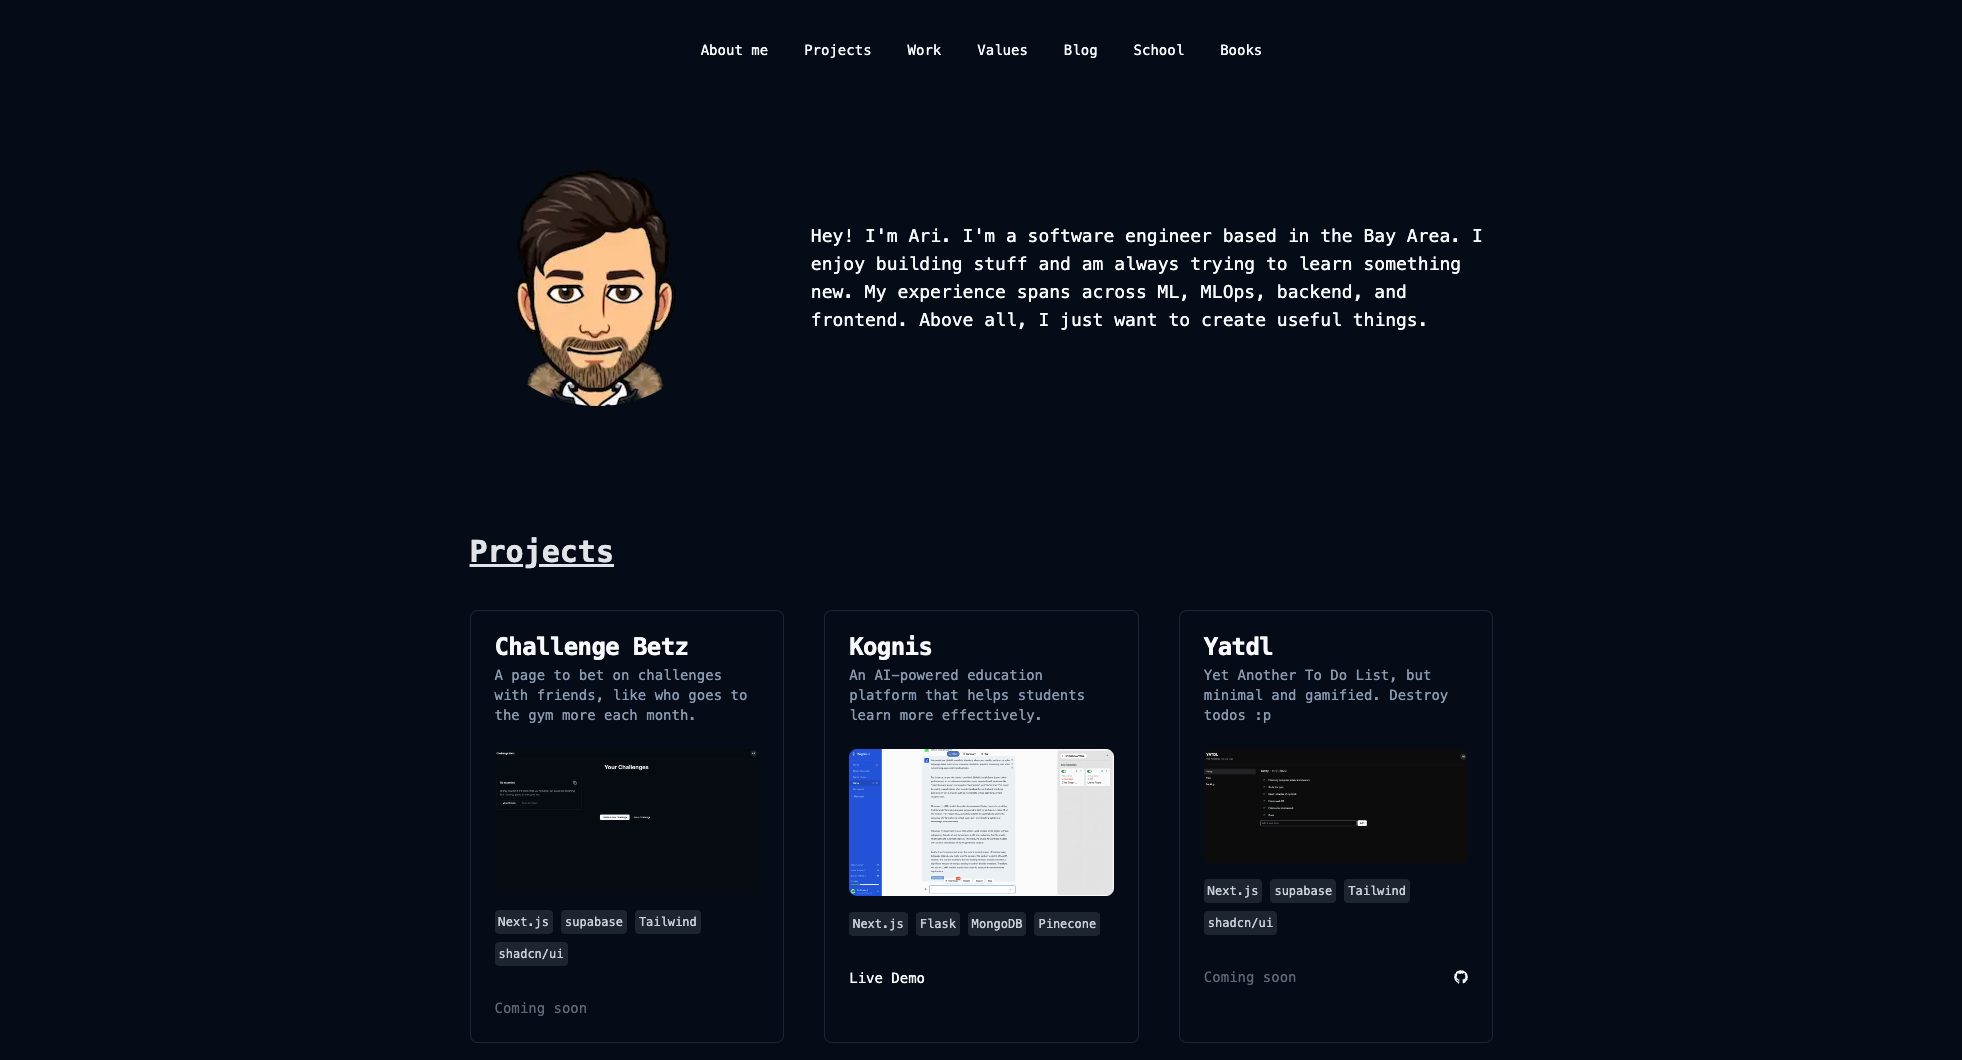 About me Projects Work Values Blog School Books
Hey! I'm Ari. I'm a software engineer based in the Bay Area. I
enjoy building stuff and am always trying to learn something
new. My experience spans across ML, MLOps, backend, and
frontend. Above all, I just want to create useful things.
Projects
Challenge Betz
A page to bet on challenges
with friends, like who goes to
the gym more each month.
Your Challenges
Next.js supabase Tailwind
shadcn/ui
Coming soon
Kognis
An AI-powered education
platform that helps students
learn more effectively.
Next.js Flask MongoDB Pinecone
Live Demo
Yatdl
Yet Another To Do List, but
minimal and gamified. Destroy
todos :p
YATDL
Next.js supabase Tailwind
shadcn/ui
Coming soon